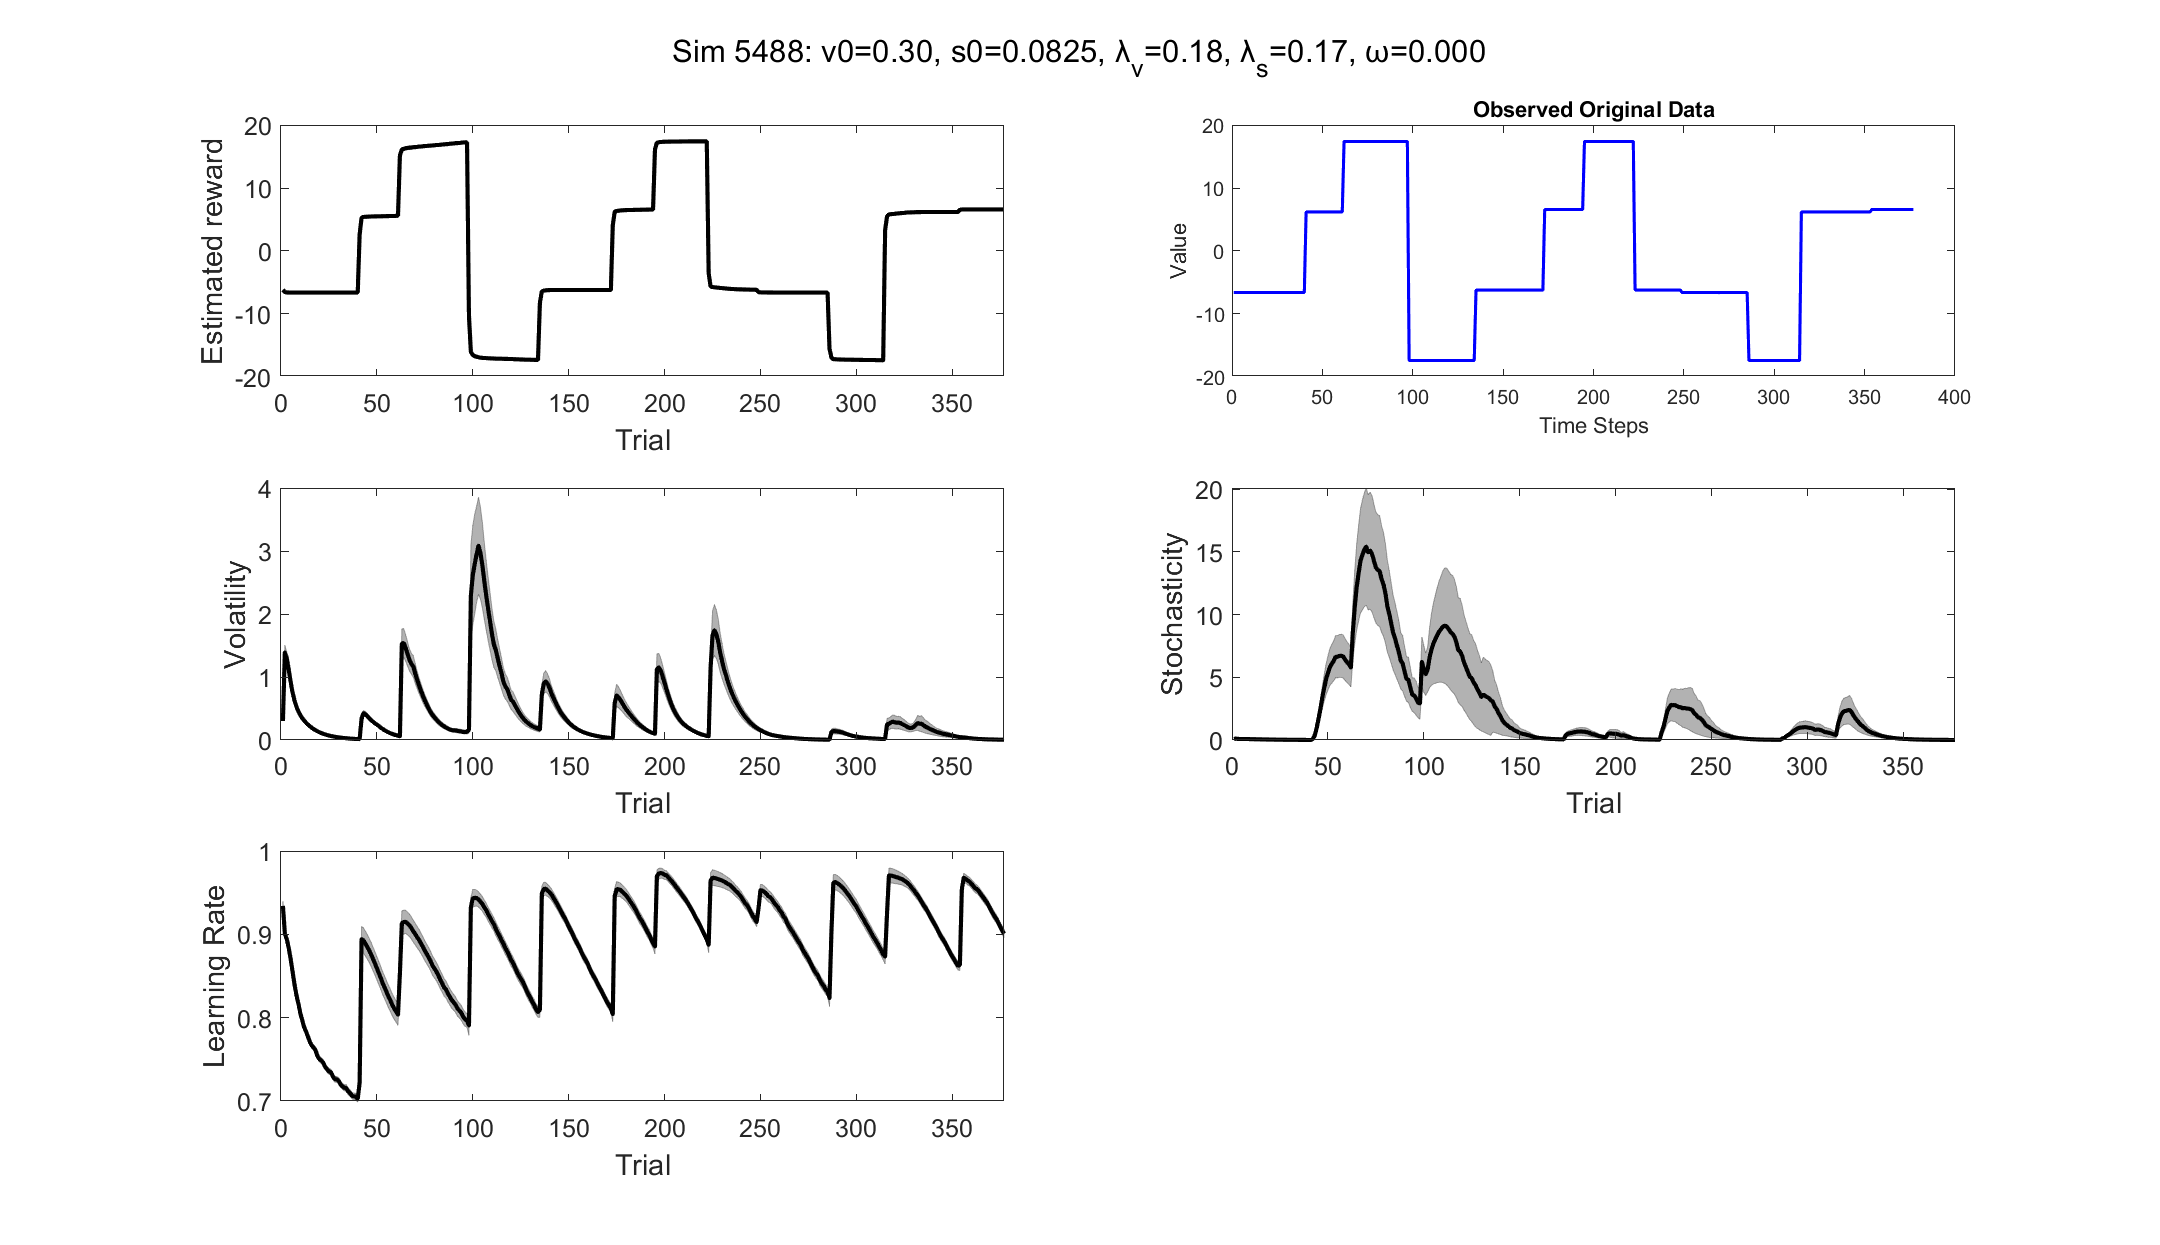 Sim 5488: v0=0.30, s0=0.0825, λ_v=0.18, λ_s=0.17, ω=0.000
Estimated reward
20
10
0
-10
-20
0 50 100 150 200 250 300 350
Trial
Observed Original Data
Value
20
10
0
-10
-20
0 50 100 150 200 250 300 350 400
Time Steps
Volatility
4
3
2
1
0
0 50 100 150 200 250 300 350
Trial
Stochasticity
20
15
10
5
0
0 50 100 150 200 250 300 350
Trial
Learning Rate
1
0.9
0.8
0.7
0 50 100 150 200 250 300 350
Trial